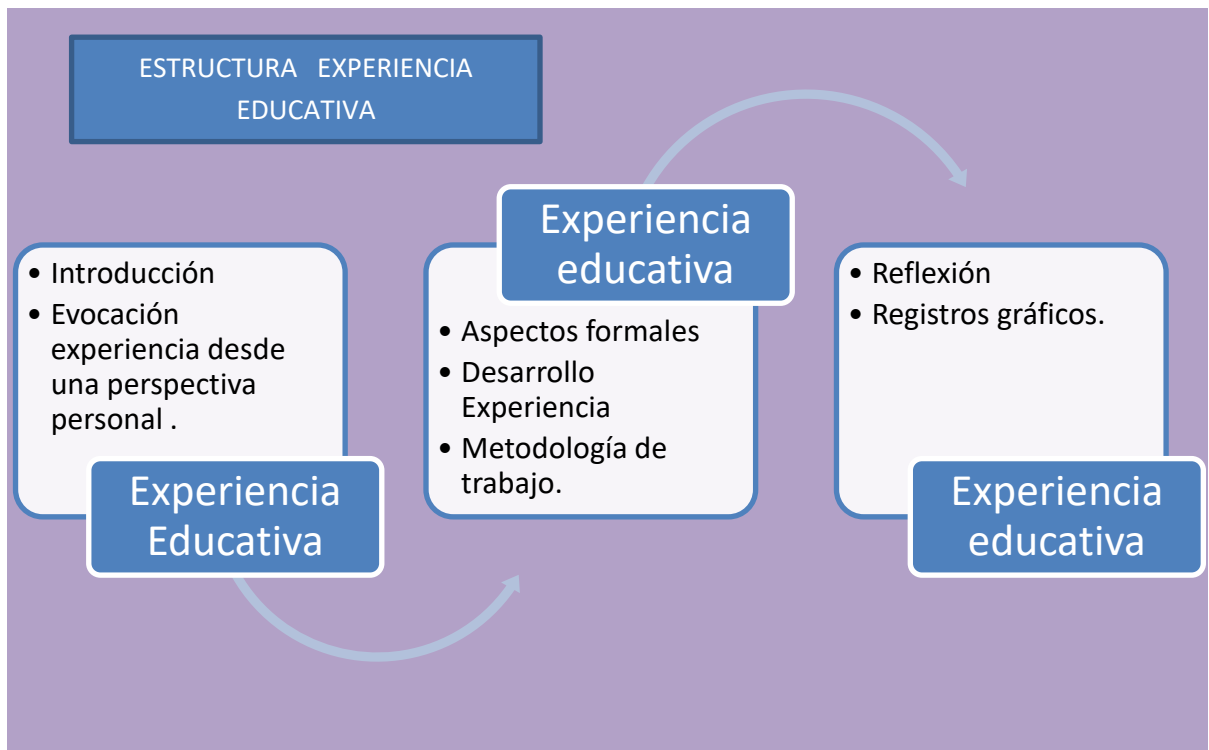 ESTRUCTURA EXPERIENCIA
EDUCATIVA
• Introducción
• Evocación
experiencia desde
una perspectiva
personal .
Experiencia
Educativa
Experiencia
educativa
• Aspectos formales
• Desarrollo
Experiencia
• Metodología de
trabajo.
• Reflexión
• Registros gráficos.
Experiencia
educativa